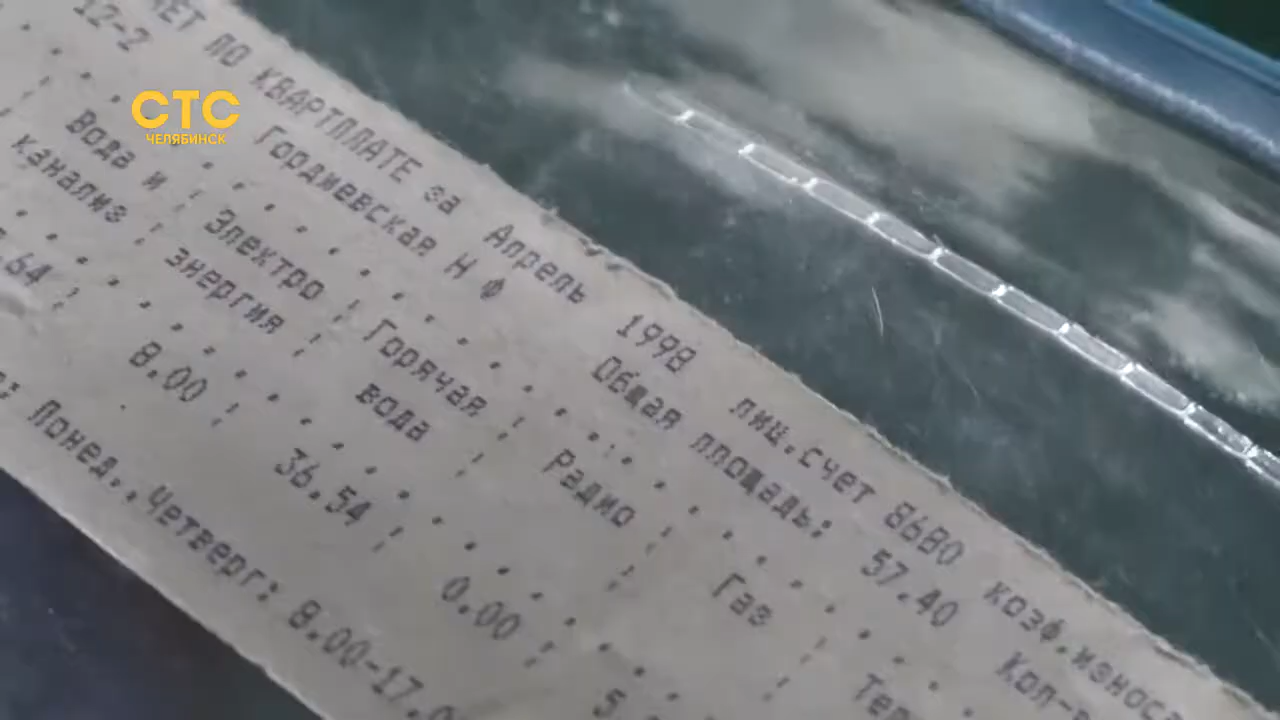 СТС
ЧЕЛЯБИНСК
ЧЕТ ПО КВАРТПЛАТЕ за Апрель 1998 лиц.счет 8680 коэф.износа
12-2 Гордиевская Н Ф Общая площадь: 57.40 Кол-
Вода и ¦ Электро ¦ Горячая ¦ Радио ¦ Газ ¦ Тер
канализ ¦ энергия ¦ вода ¦ ¦ ¦
.64 ¦ 8.00 ¦ 36.54 ¦ 0.00 ¦ 5.
: Понед.,Четверг: 8.00-17.0